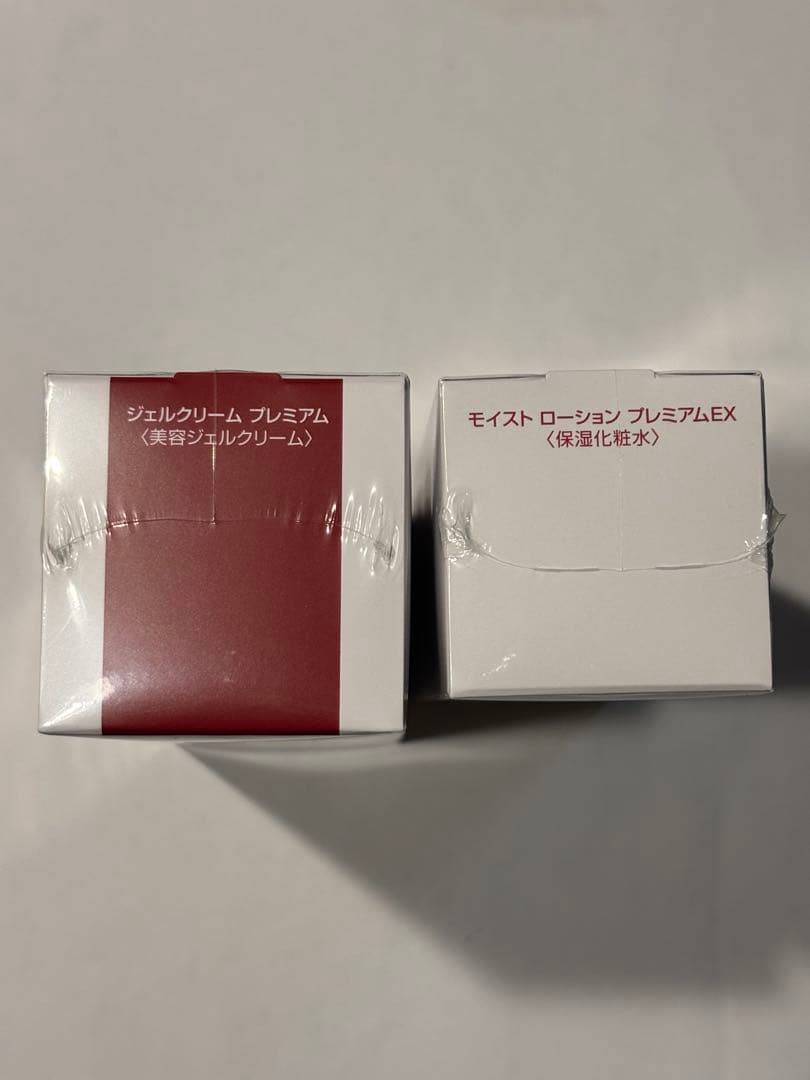 ジェルクリーム プレミアム
〈美容ジェルクリーム〉
モイスト ローション プレミアムEX
〈保湿化粧水〉